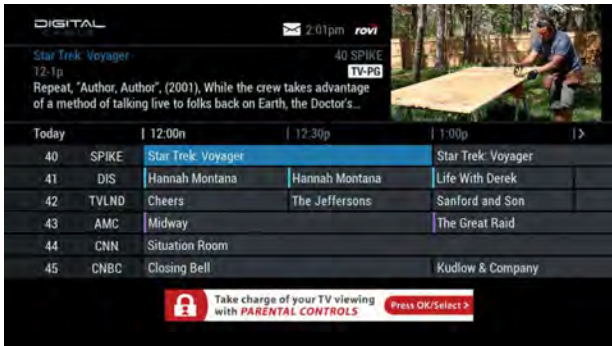 DIGITAL
CABLE
2:01pm rovi
Star Trek: Voyager 40 SPIKE
12-1p TV-PG
Repeat, "Author, Author", (2001), While the crew takes advantage
of a method of talking live to folks back on Earth, the Doctor's...
Today 12:00n 12:30p 1:00p
40 SPIKE Star Trek: Voyager Star Trek: Voyager
41 DIS Hannah Montana Hannah Montana Life With Derek
42 TVLND Cheers The Jeffersons Sanford and Son
43 AMC Midway The Great Raid
44 CNN Situation Room
45 CNBC Closing Bell Kudlow & Company
Take charge of your TV viewing
with PARENTAL CONTROLS
Press OK/Select >